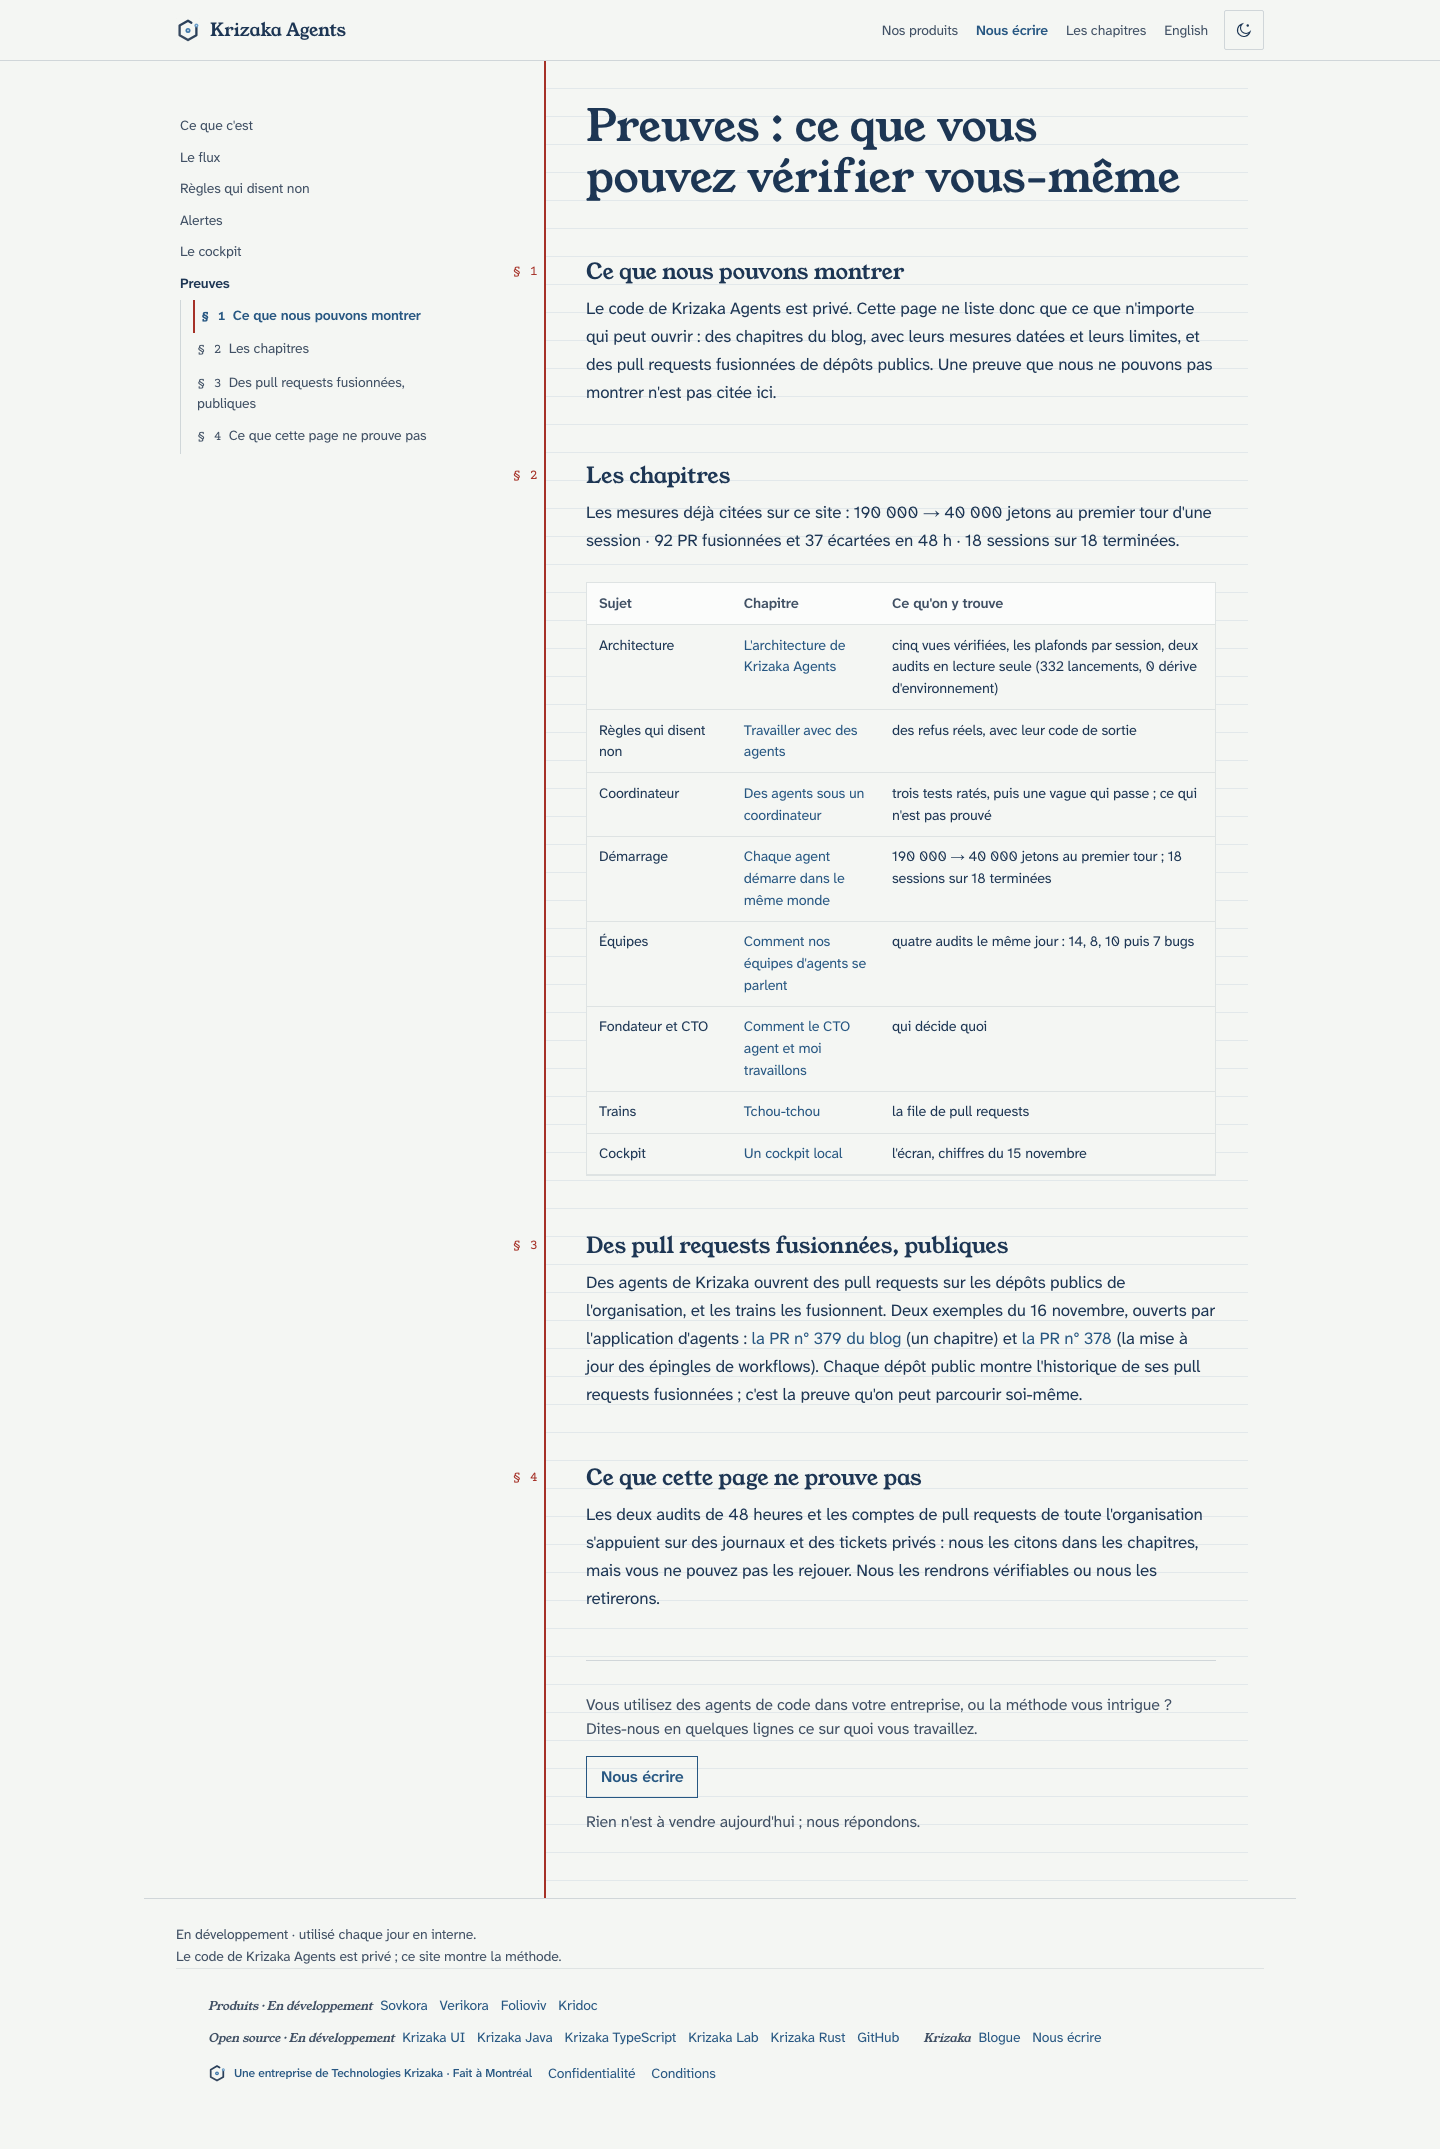 Krizaka Agents
Nos produits
Nous écrire
Les chapitres
English
Ce que c'est
Le flux
Règles qui disent non
Alertes
Le cockpit
Preuves
§ 1 Ce que nous pouvons montrer
§ 2 Les chapitres
§ 3 Des pull requests fusionnées,
publiques
§ 4 Ce que cette page ne prouve pas
Preuves : ce que vous
pouvez vérifier vous-même
§ 1
Ce que nous pouvons montrer
Le code de Krizaka Agents est privé. Cette page ne liste donc que ce que n'importe
qui peut ouvrir : des chapitres du blog, avec leurs mesures datées et leurs limites, et
des pull requests fusionnées de dépôts publics. Une preuve que nous ne pouvons pas
montrer n'est pas citée ici.
§ 2
Les chapitres
Les mesures déjà citées sur ce site : 190 000 → 40 000 jetons au premier tour d'une
session · 92 PR fusionnées et 37 écartées en 48 h · 18 sessions sur 18 terminées.
Sujet
Chapitre
Ce qu'on y trouve
Architecture
L'architecture de
Krizaka Agents
cinq vues vérifiées, les plafonds par session, deux
audits en lecture seule (332 lancements, 0 dérive
d'environnement)
Règles qui disent
non
Travailler avec des
agents
des refus réels, avec leur code de sortie
Coordinateur
Des agents sous un
coordinateur
trois tests ratés, puis une vague qui passe ; ce qui
n'est pas prouvé
Démarrage
Chaque agent
démarre dans le
même monde
190 000 → 40 000 jetons au premier tour ; 18
sessions sur 18 terminées
Équipes
Comment nos
équipes d'agents se
parlent
quatre audits le même jour : 14, 8, 10 puis 7 bugs
Fondateur et CTO
Comment le CTO
agent et moi
travaillons
qui décide quoi
Trains
Tchou-tchou
la file de pull requests
Cockpit
Un cockpit local
l'écran, chiffres du 15 novembre
§ 3
Des pull requests fusionnées, publiques
Des agents de Krizaka ouvrent des pull requests sur les dépôts publics de
l'organisation, et les trains les fusionnent. Deux exemples du 16 novembre, ouverts par
l'application d'agents : la PR n° 379 du blog (un chapitre) et la PR n° 378 (la mise à
jour des épingles de workflows). Chaque dépôt public montre l'historique de ses pull
requests fusionnées ; c'est la preuve qu'on peut parcourir soi-même.
§ 4
Ce que cette page ne prouve pas
Les deux audits de 48 heures et les comptes de pull requests de toute l'organisation
s'appuient sur des journaux et des tickets privés : nous les citons dans les chapitres,
mais vous ne pouvez pas les rejouer. Nous les rendrons vérifiables ou nous les
retirerons.
Vous utilisez des agents de code dans votre entreprise, ou la méthode vous intrigue ?
Dites-nous en quelques lignes ce sur quoi vous travaillez.
Nous écrire
Rien n'est à vendre aujourd'hui ; nous répondons.
En développement · utilisé chaque jour en interne.
Le code de Krizaka Agents est privé ; ce site montre la méthode.
Produits · En développement Sovkora Verikora Folioviv Kridoc
Open source · En développement Krizaka UI Krizaka Java Krizaka TypeScript Krizaka Lab Krizaka Rust GitHub Krizaka Blogue Nous écrire
Une entreprise de Technologies Krizaka · Fait à Montréal Confidentialité Conditions